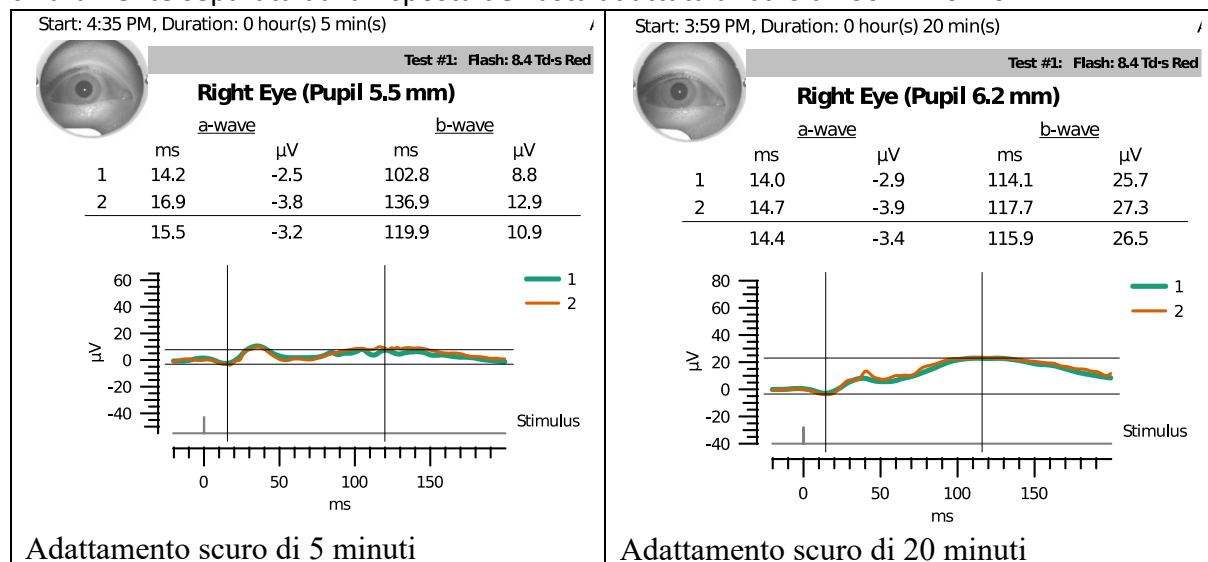 Start: 4:35 PM, Duration: 0 hour(s) 5 min(s)
Test #1: Flash: 8.4 Td·s Red
Right Eye (Pupil 5.5 mm)
a-wave b-wave
ms µV ms µV
1 14.2 -2.5 102.8 8.8
2 16.9 -3.8 136.9 12.9
15.5 -3.2 119.9 10.9
60
40
20
0
-20
-40
µV
1
2
Stimulus
0 50 100 150
ms
Adattamento scuro di 5 minuti
Start: 3:59 PM, Duration: 0 hour(s) 20 min(s)
Test #1: Flash: 8.4 Td·s Red
Right Eye (Pupil 6.2 mm)
a-wave b-wave
ms µV ms µV
1 14.0 -2.9 114.1 25.7
2 14.7 -3.9 117.7 27.3
14.4 -3.4 115.9 26.5
80
60
40
20
0
-20
-40
µV
1
2
Stimulus
0 50 100 150
ms
Adattamento scuro di 20 minuti